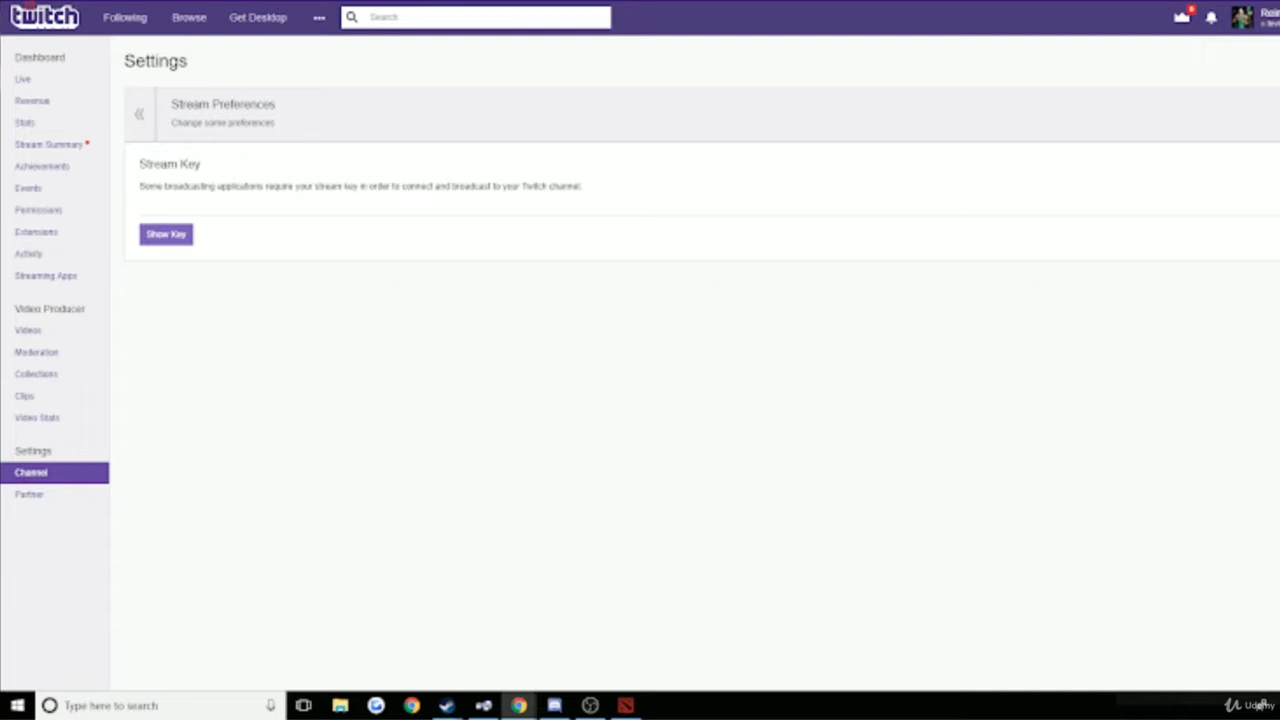 twitch Following Browse Get Desktop ••• Search 
Settings
Dashboard
Live
Revenue
Stats
Stream Summary
Achievements
Events
Permissions
Extensions
Activity
Streaming Apps
Video Producer
Videos
Moderation
Collections
Clips
Video Stats
Settings
Channel
Partner
Stream Preferences
Change some preferences
Stream Key
Some broadcasting applications require your stream key in order to connect and broadcast to your Twitch channel.
Show Key
Type here to search
Udemy